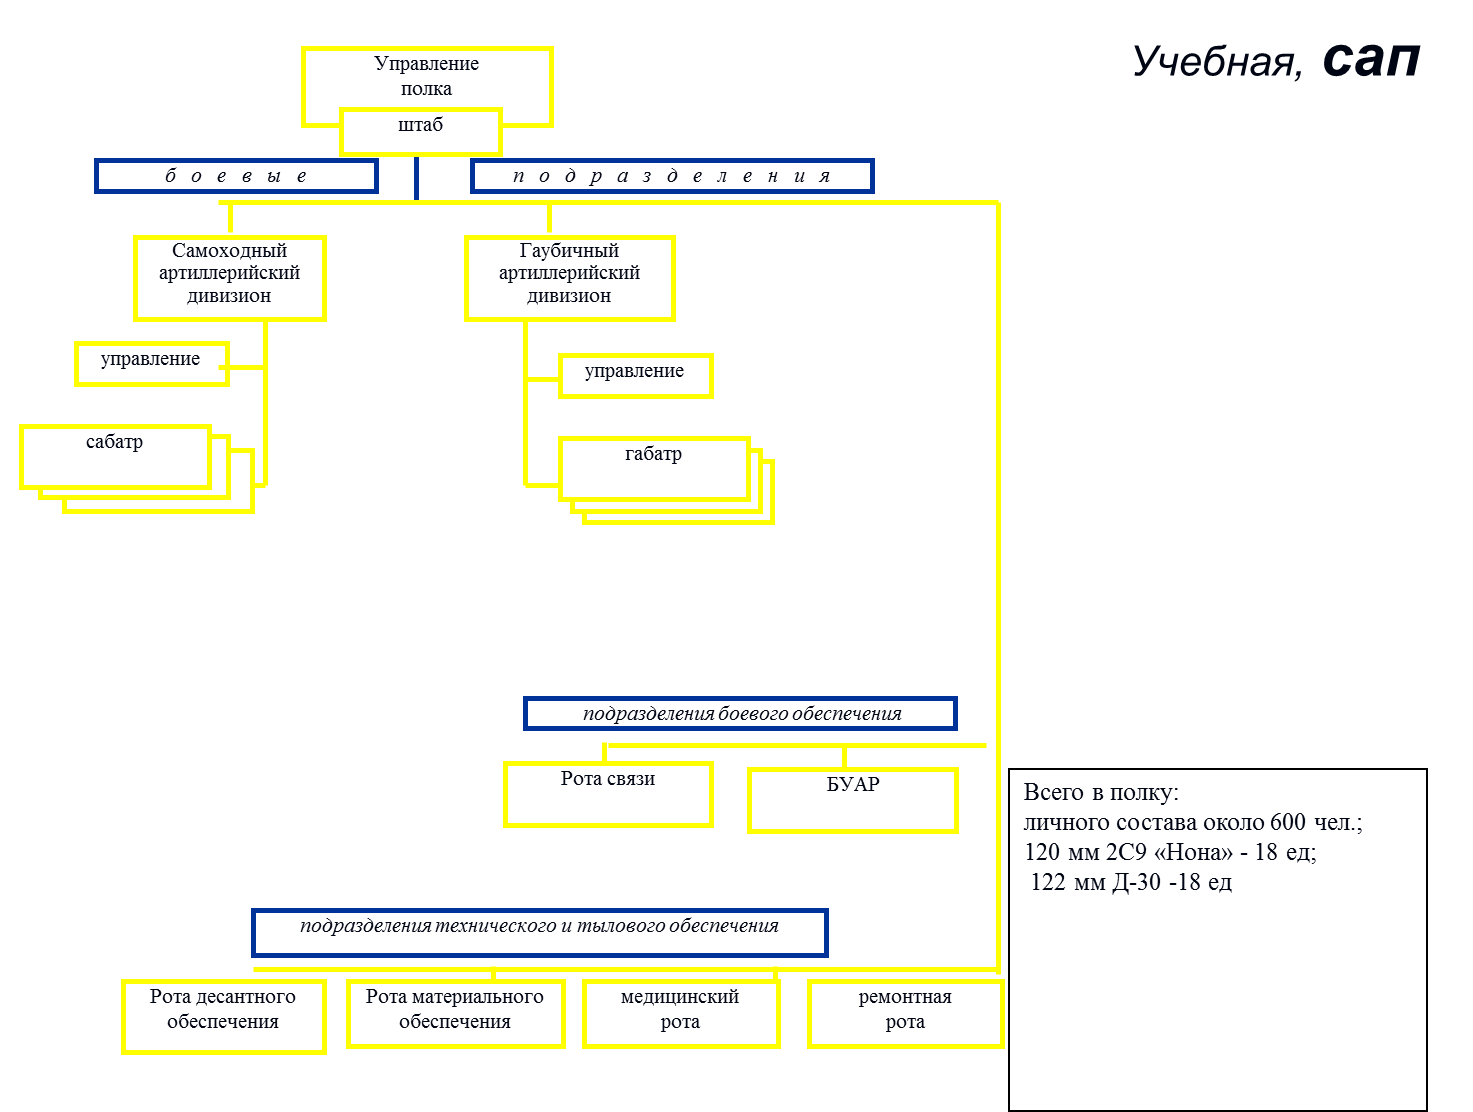 Учебная, сап
Управление
полка
штаб
б о е в ы е
п о д р а з д е л е н и я
Самоходный
артиллерийский
дивизион
Гаубичный
артиллерийский
дивизион
управление
управление
сабатр
габатр
подразделения боевого обеспечения
Рота связи
БУАР
Всего в полку:
личного состава около 600 чел.;
120 мм 2С9 «Нона» - 18 ед;
122 мм Д-30 -18 ед
подразделения технического и тылового обеспечения
Рота десантного
обеспечения
Рота материального
обеспечения
медицинский
рота
ремонтная
рота